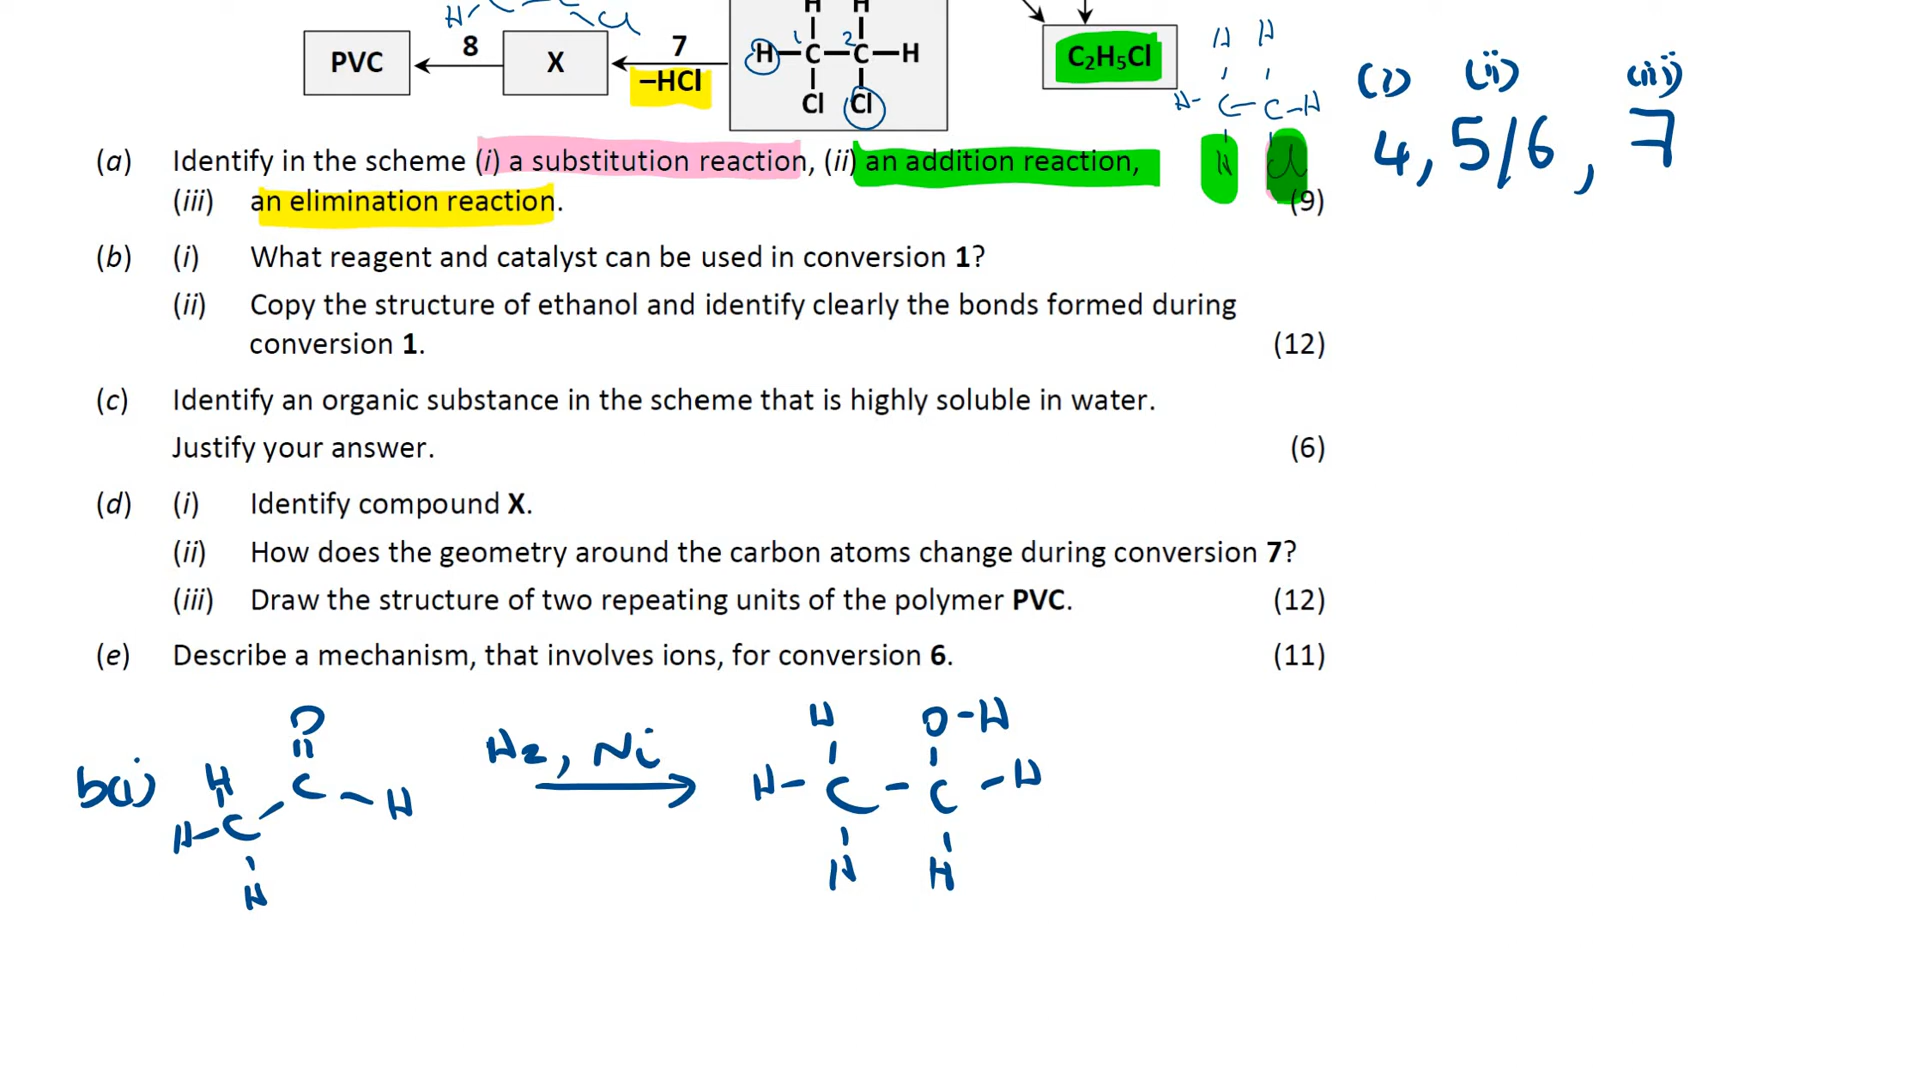 H C C Cl
PVC 8 X 7 –HCl
H H
H–C 1 –C 2 –H
Cl Cl
C₂H₅Cl
H H
H-C-C-H
H Cl
(i) (ii) (iii)
4, 5/6, 7
(a) Identify in the scheme (i) a substitution reaction, (ii) an addition reaction,
(iii) an elimination reaction. (9)
(b) (i) What reagent and catalyst can be used in conversion 1?
(ii) Copy the structure of ethanol and identify clearly the bonds formed during
conversion 1. (12)
(c) Identify an organic substance in the scheme that is highly soluble in water.
Justify your answer. (6)
(d) (i) Identify compound X.
(ii) How does the geometry around the carbon atoms change during conversion 7?
(iii) Draw the structure of two repeating units of the polymer PVC. (12)
(e) Describe a mechanism, that involves ions, for conversion 6. (11)
O H O-H
b(i) H C H₂, Ni H-C-C-H
H-C H H H
H